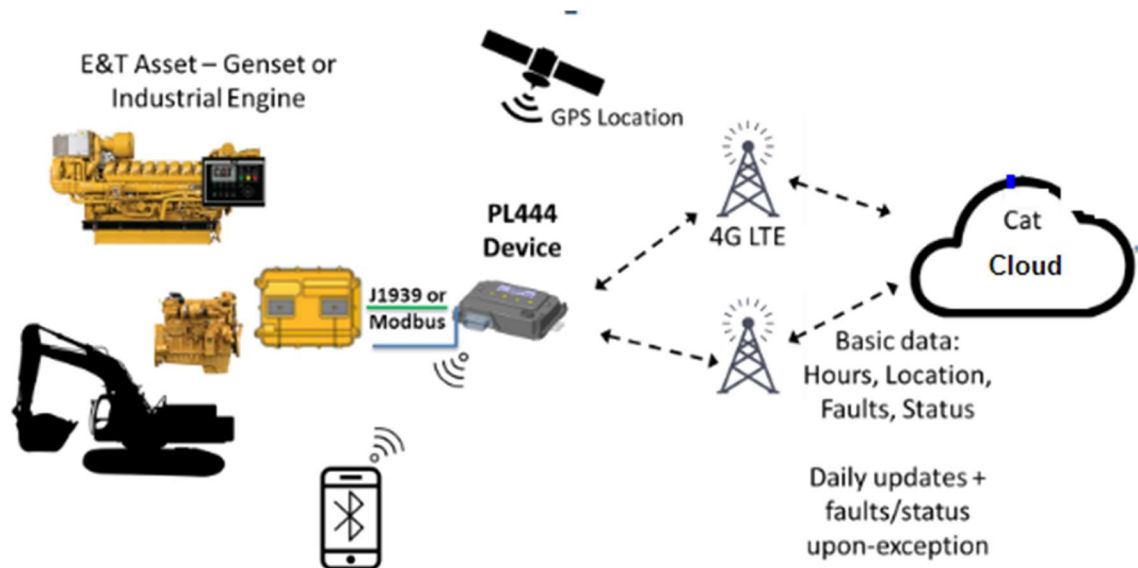 E&T Asset – Genset or
Industrial Engine
GPS Location
PL444
Device
4G LTE
J1939 or
Modbus
Cat
Cloud
Basic data:
Hours, Location,
Faults, Status
Daily updates +
faults/status
upon-exception